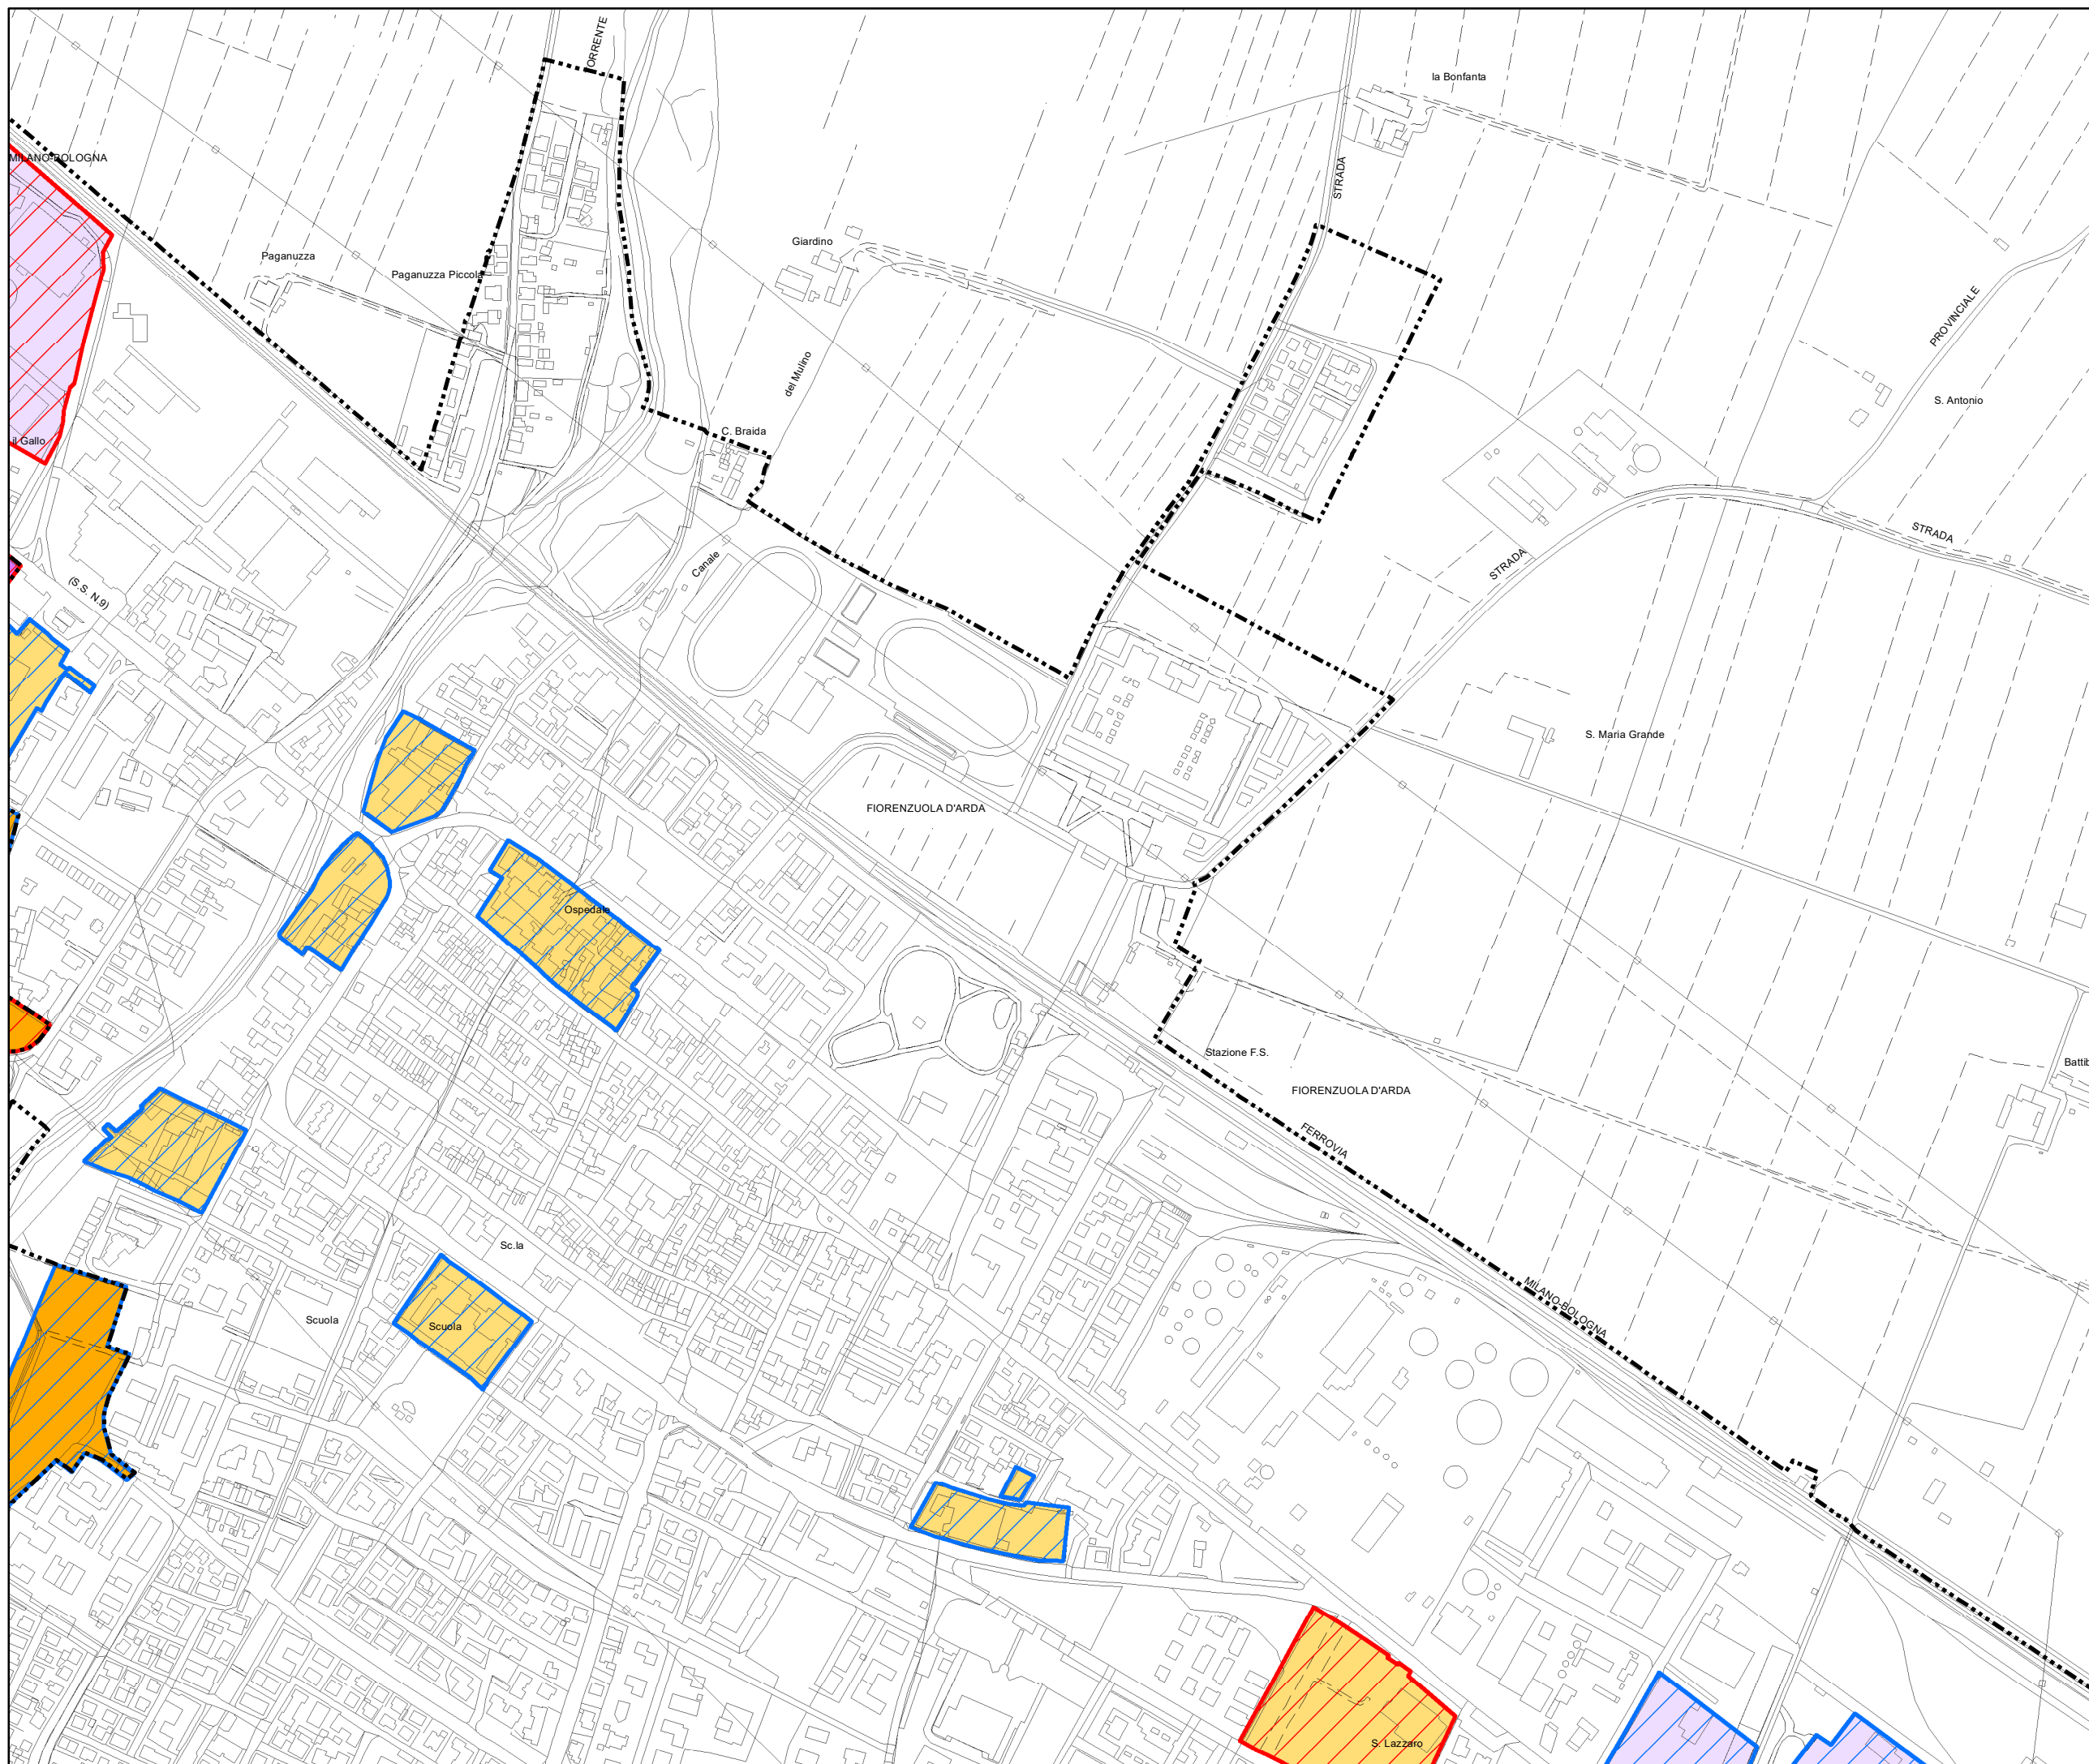 ORRENTE
la Bonfanta
MILANO-BOLOGNA
STRADA
Giardino
Paganuzza
Paganuzza Piccola
PROVINCIALE
del Mulino
S. Antonio
C. Braida
il Gallo
STRADA
Canale
STRADA
(S.S. N.9)
S. Maria Grande
FIORENZUOLA D'ARDA
Ospedale
Stazione F.S.
Battib
FIORENZUOLA D'ARDA
FERROVIA
Sc.la
MILANO-BOLOGNA
Scuola
Scuola
S. Lazzaro